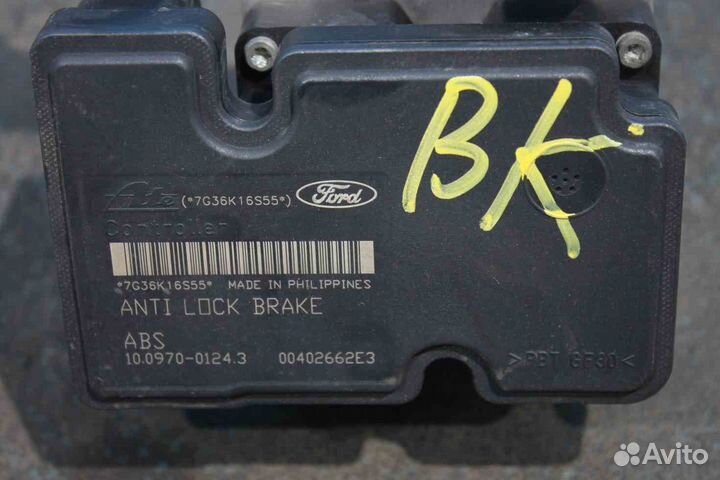 BK
Ate (*7G36K16S55*) Ford
Controller
*7G36K16S55* MADE IN PHILIPPINES
ANTI LOCK BRAKE
ABS
10.0970-0124.3 00402662E3
>PBT GF30<
Avito